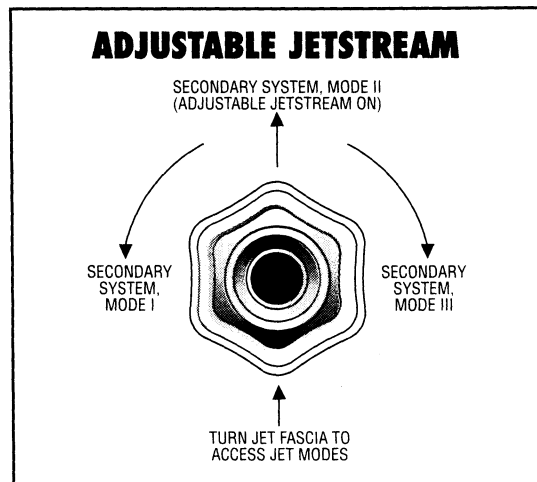 ADJUSTABLE JETSTREAM
SECONDARY SYSTEM, MODE II
(ADJUSTABLE JETSTREAM ON)
SECONDARY
SYSTEM,
MODE I
SECONDARY
SYSTEM,
MODE III
TURN JET FASCIA TO
ACCESS JET MODES